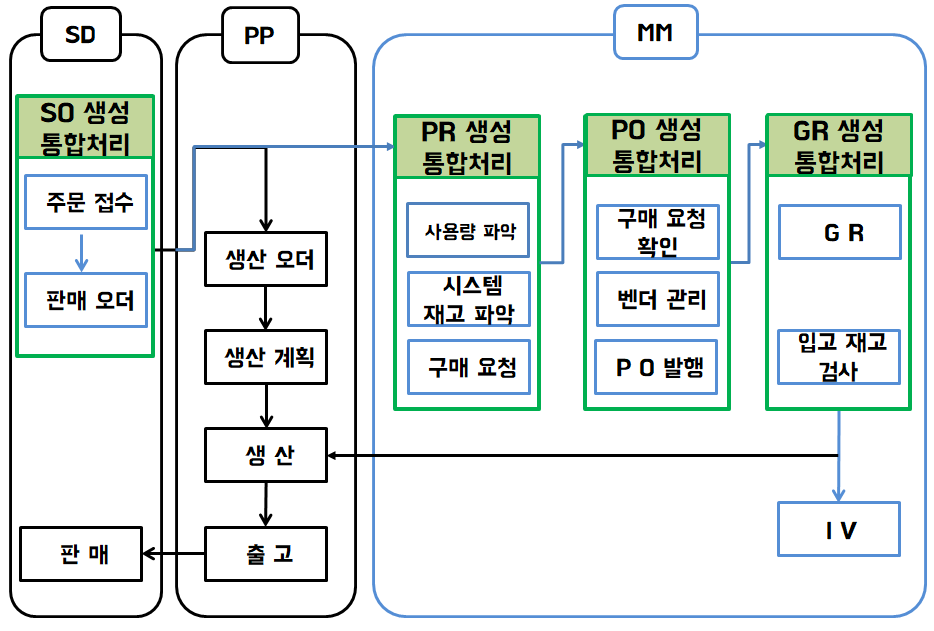 SD
PP
MM
SO 생성
통합처리
주문 접수
판매 오더
판 매
생산 오더
생산 계획
생 산
출 고
PR 생성
통합처리
사용량 파악
시스템
재고 파악
구매 요청
PO 생성
통합처리
구매 요청
확인
벤더 관리
P O 발행
GR 생성
통합처리
G R
입고 재고
검사
I V